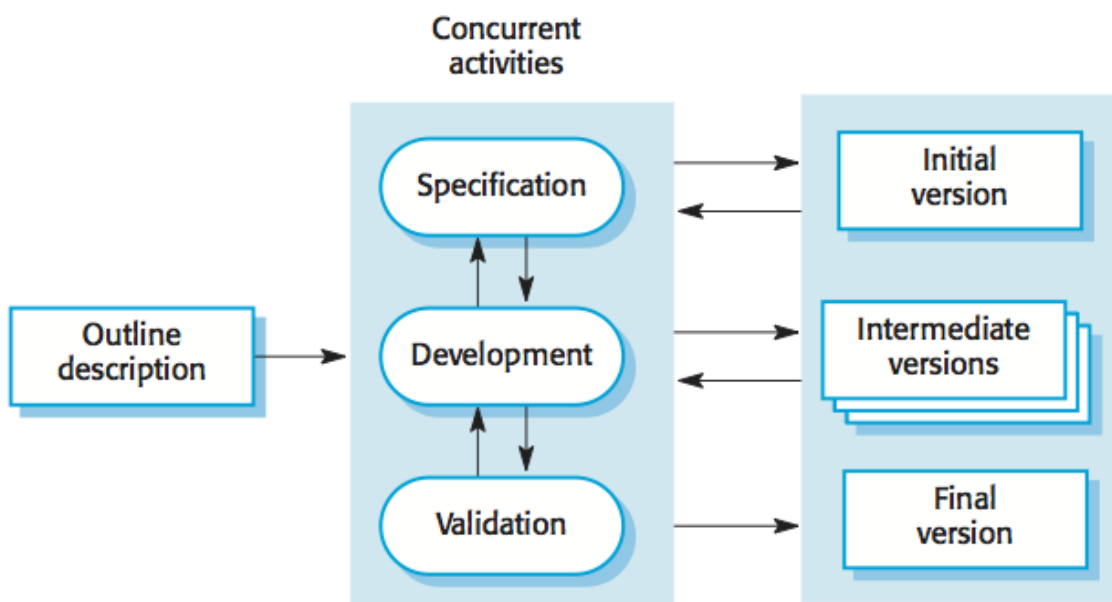 Concurrent
activities
Outline
description
Specification
Development
Validation
Initial
version
Intermediate
versions
Final
version